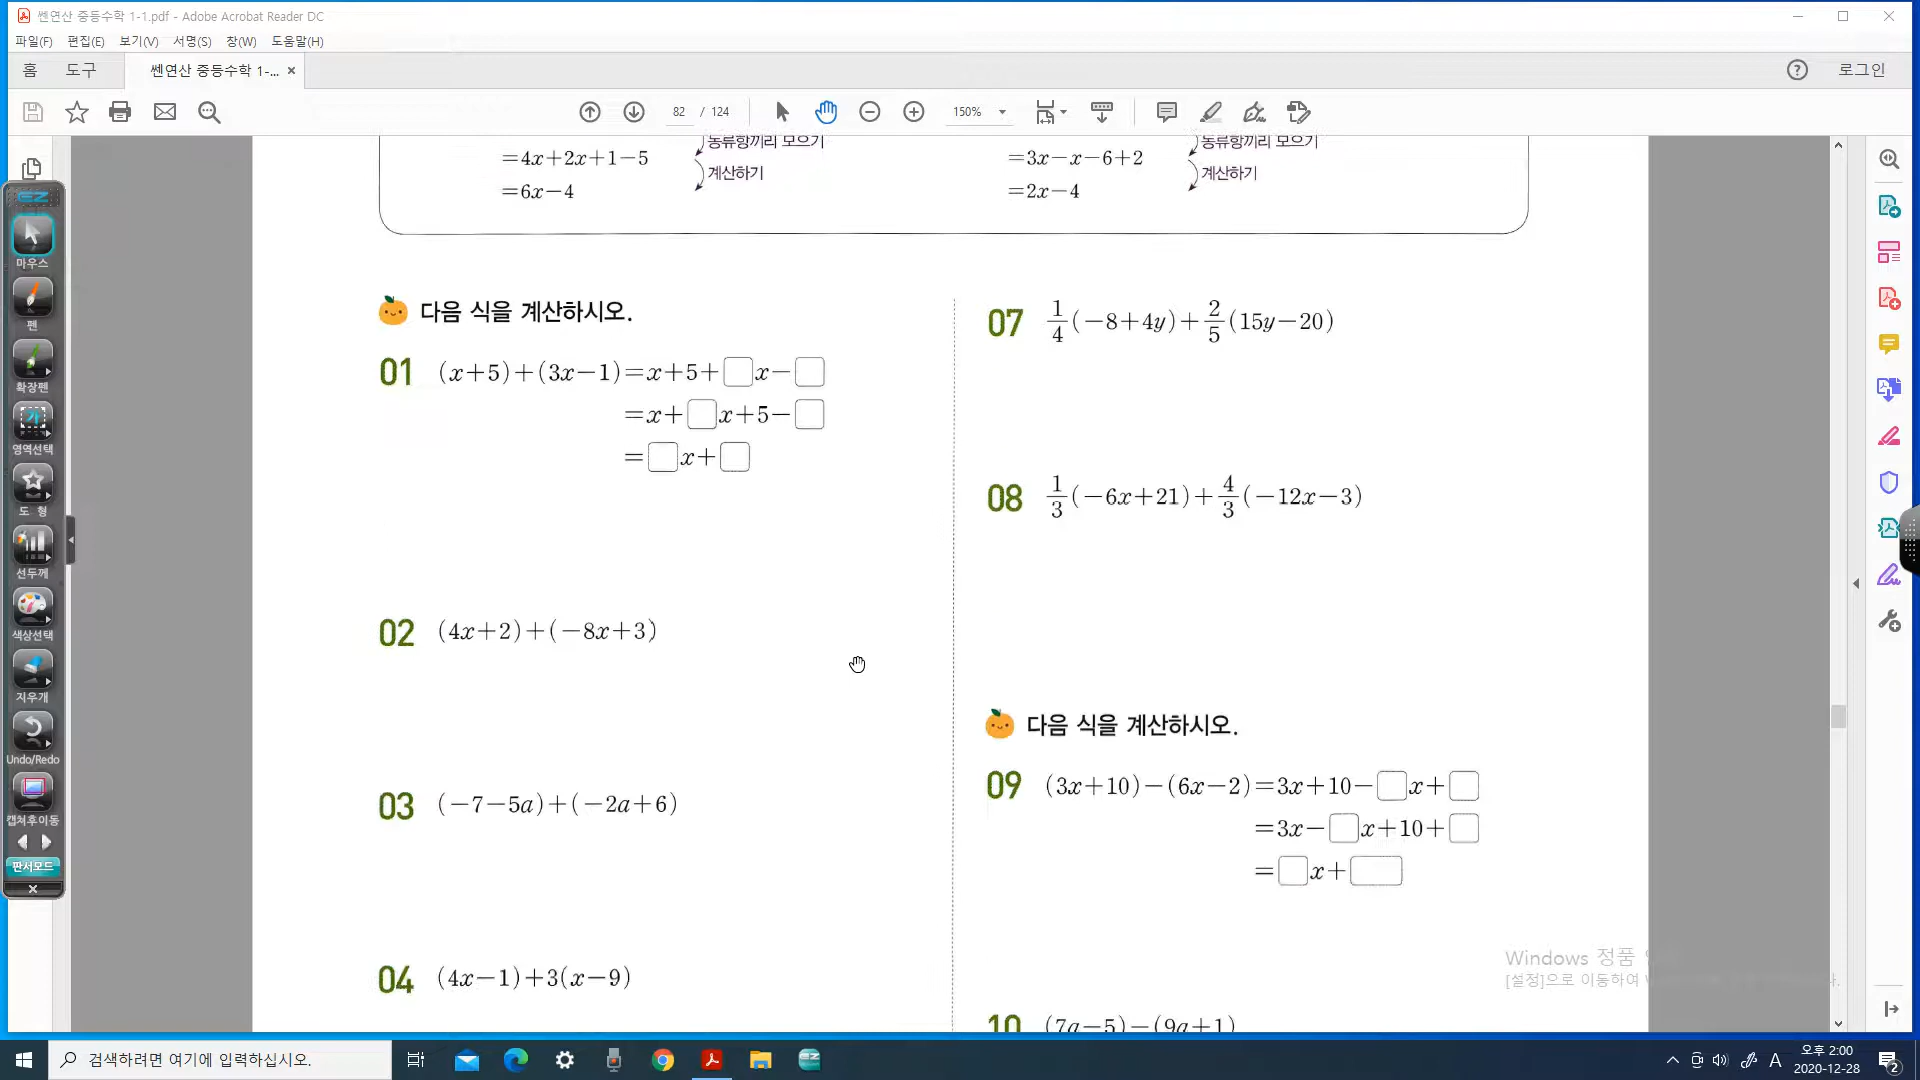 쎈연산 중등수학 1-1.pdf - Adobe Acrobat Reader DC
파일(F) 편집(E) 보기(V) 서명(S) 창(W) 도움말(H)
홈 도구 쎈연산 중등수학 1-... × 로그인
82 / 124 150%
동류항끼리 모으기
=4x+2x+1-5
계산하기
=6x-4
동류항끼리 모으기
=3x-x-6+2
계산하기
=2x-4
다음 식을 계산하시오.
01 (x+5)+(3x-1)=x+5+□x-□
=x+□x+5-□
=□x+□
02 (4x+2)+(-8x+3)
03 (-7-5a)+(-2a+6)
04 (4x-1)+3(x-9)
07 1/4(-8+4y)+2/5(15y-20)
08 1/3(-6x+21)+4/3(-12x-3)
다음 식을 계산하시오.
09 (3x+10)-(6x-2)=3x+10-□x+□
=3x-□x+10+□
=□x+□
10 (7a-5)-(9a+1)
EZ
마우스
펜
확장펜
가
영역선택
도 형
선두께
색상선택
지우개
Undo/Redo
캡쳐후이동
판서모드
×
Windows 정품
[설정]으로 이동하여
검색하려면 여기에 입력하십시오.
A
오후 2:00
2020-12-28
2